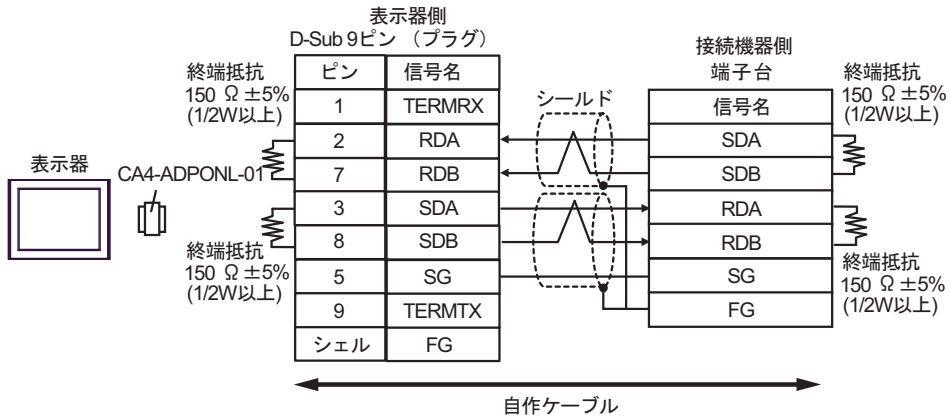 表示器側
D-Sub 9ピン （プラグ）
接続機器側
端子台
終端抵抗
150 Ω ±5%
(1/2W以上)
ピン 信号名
1 TERMRX
2 RDA
7 RDB
3 SDA
8 SDB
5 SG
9 TERMTX
シェル FG
シールド
信号名
SDA
SDB
RDA
RDB
SG
FG
終端抵抗
150 Ω ±5%
(1/2W以上)
表示器
CA4-ADPONL-01
終端抵抗
150 Ω ±5%
(1/2W以上)
終端抵抗
150 Ω ±5%
(1/2W以上)
自作ケーブル